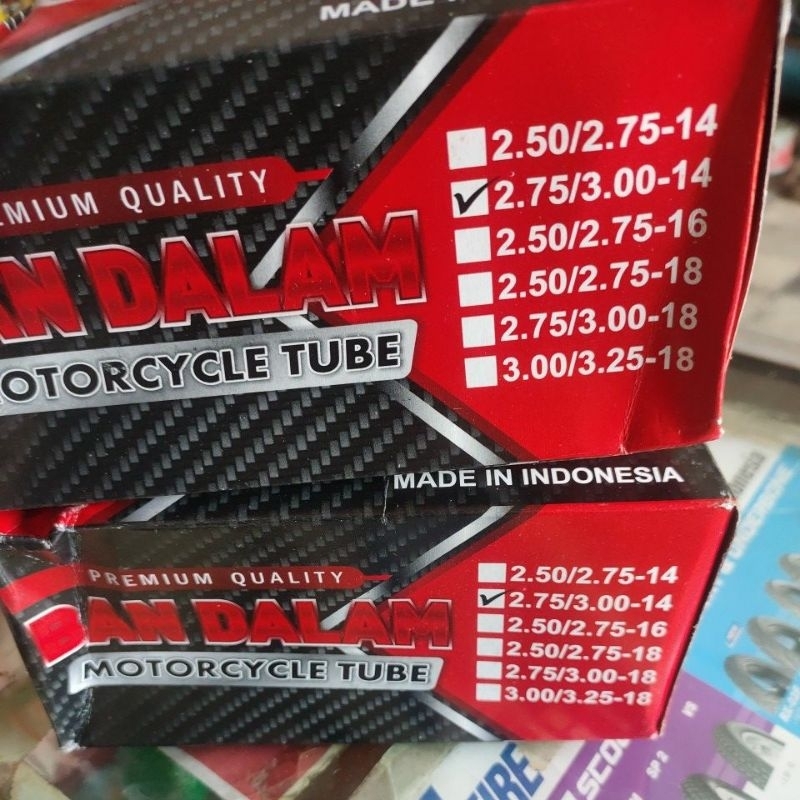 MADE IN
PREMIUM QUALITY
BAN DALAM
MOTORCYCLE TUBE
2.50/2.75-14
✓ 2.75/3.00-14
2.50/2.75-16
2.50/2.75-18
2.75/3.00-18
3.00/3.25-18
MADE IN INDONESIA
PREMIUM QUALITY
BAN DALAM
MOTORCYCLE TUBE
2.50/2.75-14
✓ 2.75/3.00-14
2.50/2.75-16
2.50/2.75-18
2.75/3.00-18
3.00/3.25-18
SP 2
V8